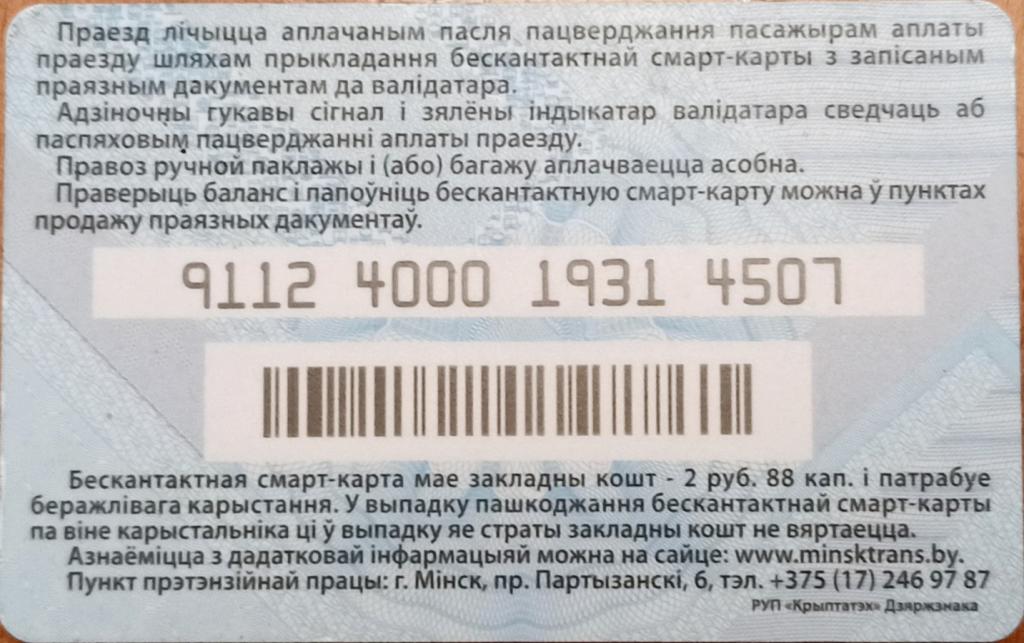 Праезд лічыцца аплачаным пасля пацверджання пасажырам аплаты
праезду шляхам прыкладання бескантактнай смарт-карты з запісаным
праязным дакументам да валідатара.
Адзіночны гукавы сігнал і зялёны індыкатар валідатара сведчаць аб
паспяховым пацверджанні аплаты праезду.
Правоз ручной паклажы і (або) багажу аплачваецца асобна.
Праверыць баланс і папоўніць бескантактную смарт-карту можна ў пунктах
продажу праязных дакументаў.
9112 4000 1931 4507
Бескантактная смарт-карта мае закладны кошт - 2 руб. 88 кап. і патрабуе
беражлівага карыстання. У выпадку пашкоджання бескантактнай смарт-карты
па віне карыстальніка ці ў выпадку яе страты закладны кошт не вяртаецца.
Азнаёміцца з дадатковай інфармацыяй можна на сайце: www.minsktrans.by.
Пункт прэтэнзійнай працы: г. Мінск, пр. Партызанскі, 6, тэл. +375 (17) 246 97 87
РУП «Крыптатэх» Дзяржзнака